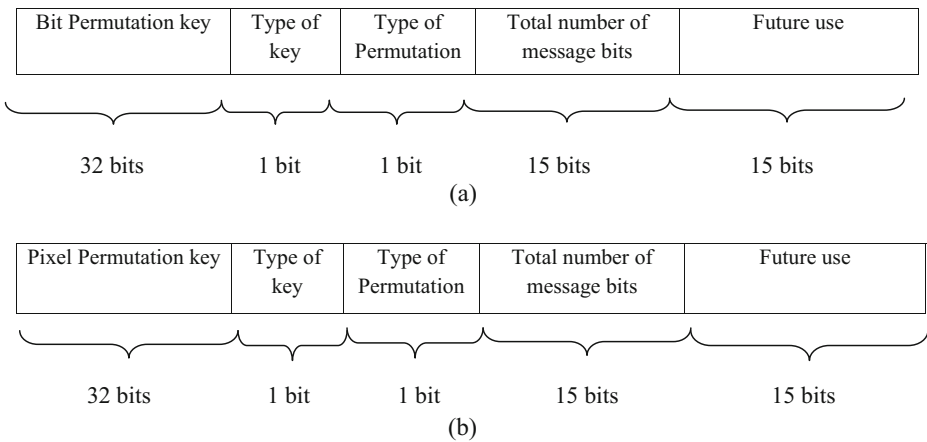 Bit Permutation key Type of key Type of Permutation Total number of message bits Future use
32 bits 1 bit 1 bit 15 bits 15 bits
(a)
Pixel Permutation key Type of key Type of Permutation Total number of message bits Future use
32 bits 1 bit 1 bit 15 bits 15 bits
(b)